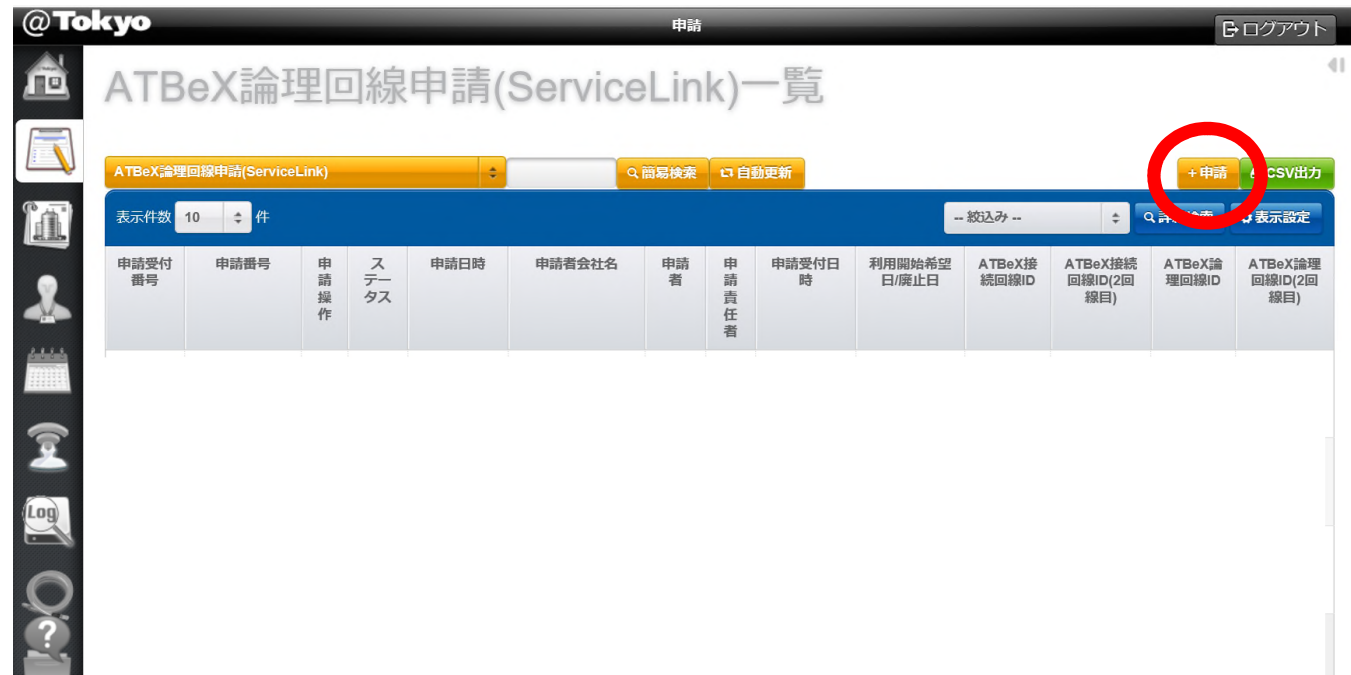 @Tokyo
申請
ログアウト
ATBeX論理回線申請(ServiceLink)一覧
ATBeX論理回線申請(ServiceLink)
簡易検索
自動更新
+申請
CSV出力
表示件数 10 件
-- 絞込み --
表示設定
申請受付
番号
申請番号
申
請
操
作
ス
テー
タス
申請日時
申請者会社名
申請
者
申
請
責
任
者
申請受付日
時
利用開始希望
日/廃止日
ATBeX接
続回線ID
ATBeX接続
回線ID(2回
線目)
ATBeX論
理回線ID
ATBeX論理
回線ID(2回
線目)
Log
?